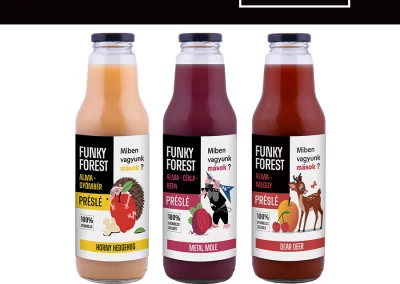 FUNKY
FOREST
ALMA -
GYÖMBÉR
PRÉSLÉ
100%
Miben
vagyunk
mások ?
HORNY HEDGEHOG
FUNKY
FOREST
ALMA - CÉKLA -
RÉPA
PRÉSLÉ
100%
Miben
vagyunk
mások ?
METAL MOLE
FUNKY
FOREST
ALMA -
MEGGY
PRÉSLÉ
100%
Miben
vagyunk
mások ?
DEAR DEER